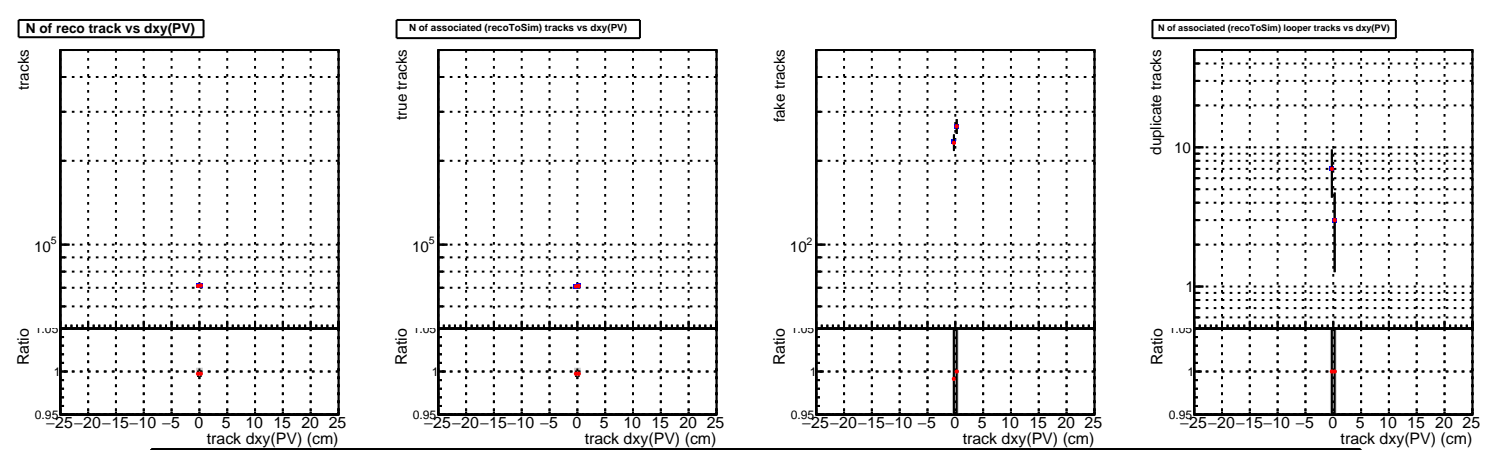 N of reco track vs dxy(PV)
tracks
10^5
Ratio
1.05
1
0.95
−25 −20 −15 −10 −5 0 5 10 15 20 25
track dxy(PV) (cm)
N of associated (recoToSim) tracks vs dxy(PV)
true tracks
10^5
Ratio
1.05
1
0.95
−25 −20 −15 −10 −5 0 5 10 15 20 25
track dxy(PV) (cm)
fake tracks
10^2
Ratio
1.05
1
0.95
−25 −20 −15 −10 −5 0 5 10 15 20 25
track dxy(PV) (cm)
N of associated (recoToSim) looper tracks vs dxy(PV)
duplicate tracks
10
1
Ratio
1.05
1
0.95
−25 −20 −15 −10 −5 0 5 10 15 20 25
track dxy(PV) (cm)